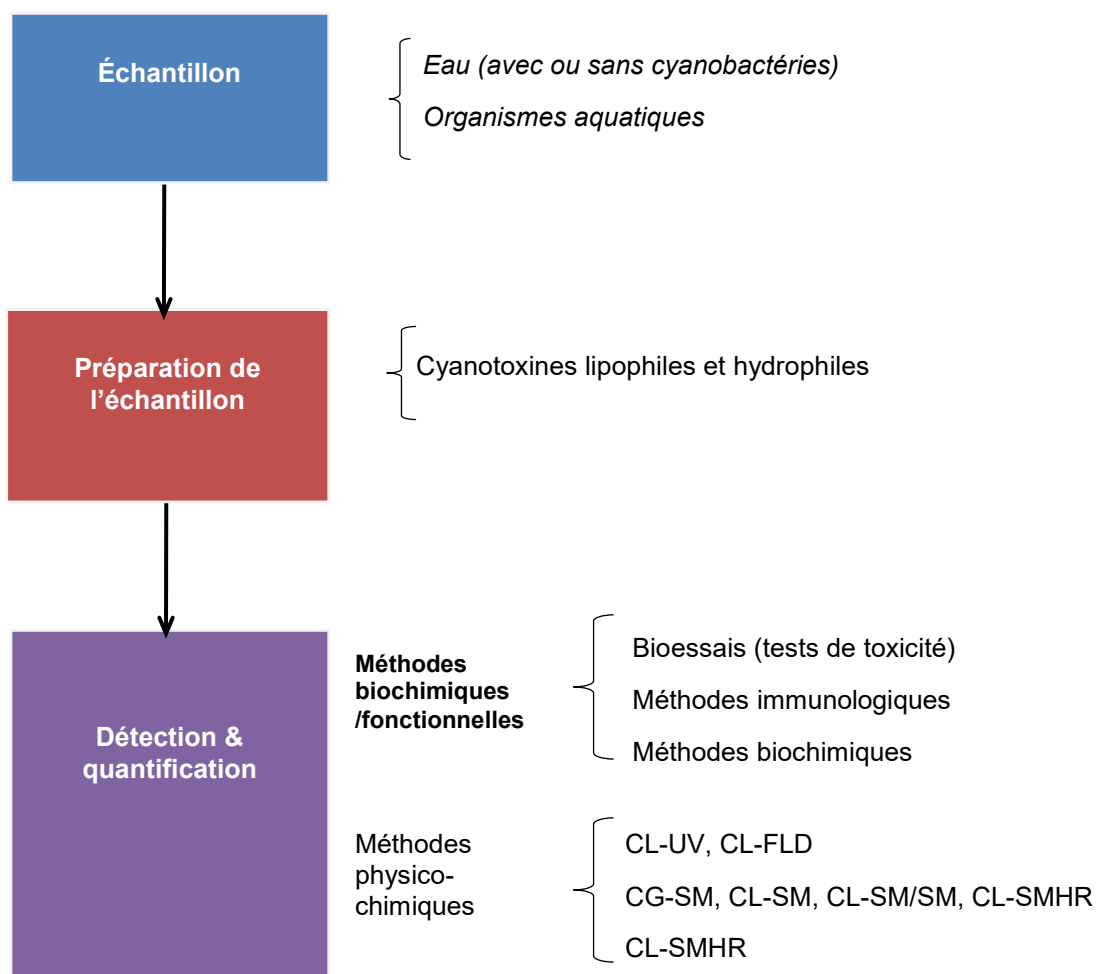 Échantillon
Eau (avec ou sans cyanobactéries)
Organismes aquatiques
Préparation de
l'échantillon
Cyanotoxines lipophiles et hydrophiles
Détection &
quantification
Méthodes
biochimiques
/fonctionnelles
Bioessais (tests de toxicité)
Méthodes immunologiques
Méthodes biochimiques
Méthodes
physico-
chimiques
CL-UV, CL-FLD
CG-SM, CL-SM, CL-SM/SM, CL-SMHR
CL-SMHR